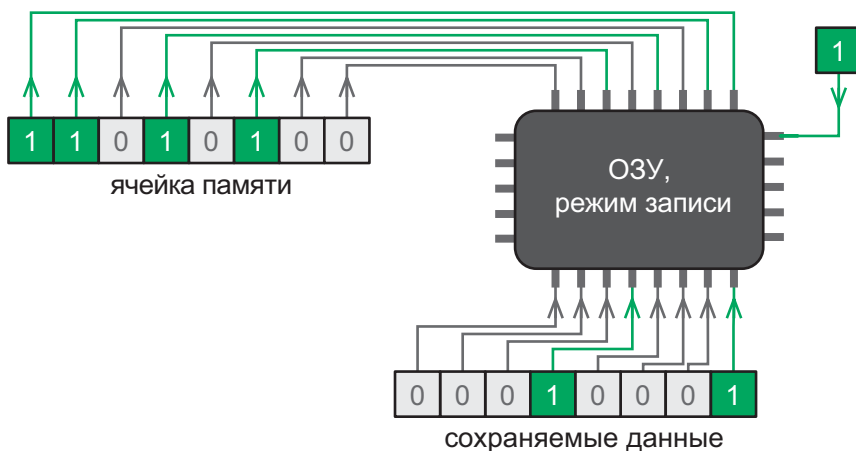 1
1 1 0 1 0 1 0 0
ячейка памяти
ОЗУ,
режим записи
0 0 0 1 0 0 0 1
сохраняемые данные